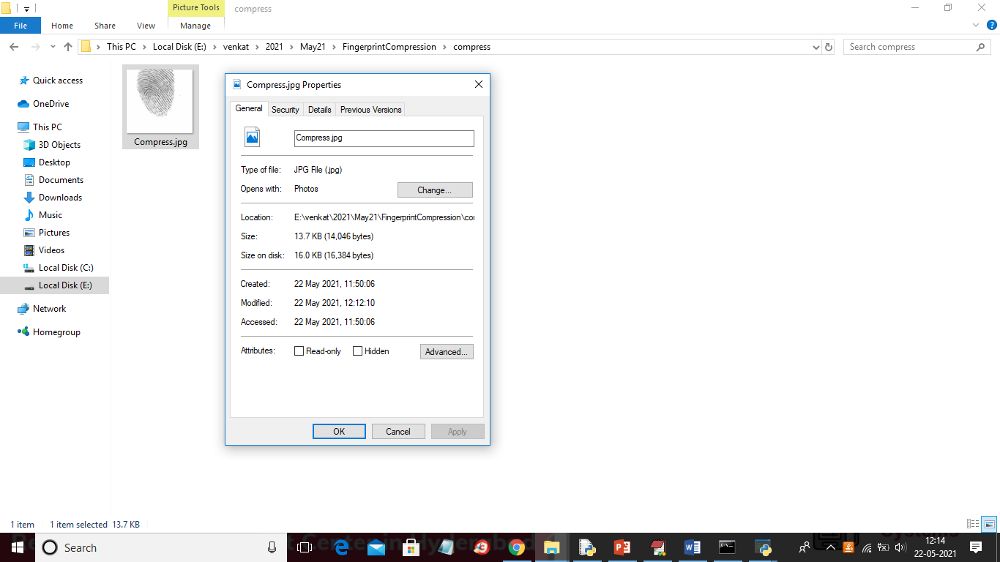 Picture Tools
compress
File
Home
Share
View
Manage
This PC
Local Disk (E:)
venkat
2021
May21
FingerprintCompression
compress
Search compress
Quick access
OneDrive
This PC
3D Objects
Desktop
Documents
Downloads
Music
Pictures
Videos
Local Disk (C:)
Local Disk (E:)
Network
Homegroup
Compress.jpg
Compress.jpg Properties
General
Security
Details
Previous Versions
Compress.jpg
Type of file: JPG File (.jpg)
Opens with: Photos
Change...
Location: E:\venkat\2021\May21\FingerprintCompression\co
Size: 13.7 KB (14,046 bytes)
Size on disk: 16.0 KB (16,384 bytes)
Created: 22 May 2021, 11:50:06
Modified: 22 May 2021, 12:12:10
Accessed: 22 May 2021, 11:50:06
Attributes:
Read-only
Hidden
Advanced...
OK
Cancel
Apply
1 item
1 item selected 13.7 KB
Search
12:14
22-05-2021